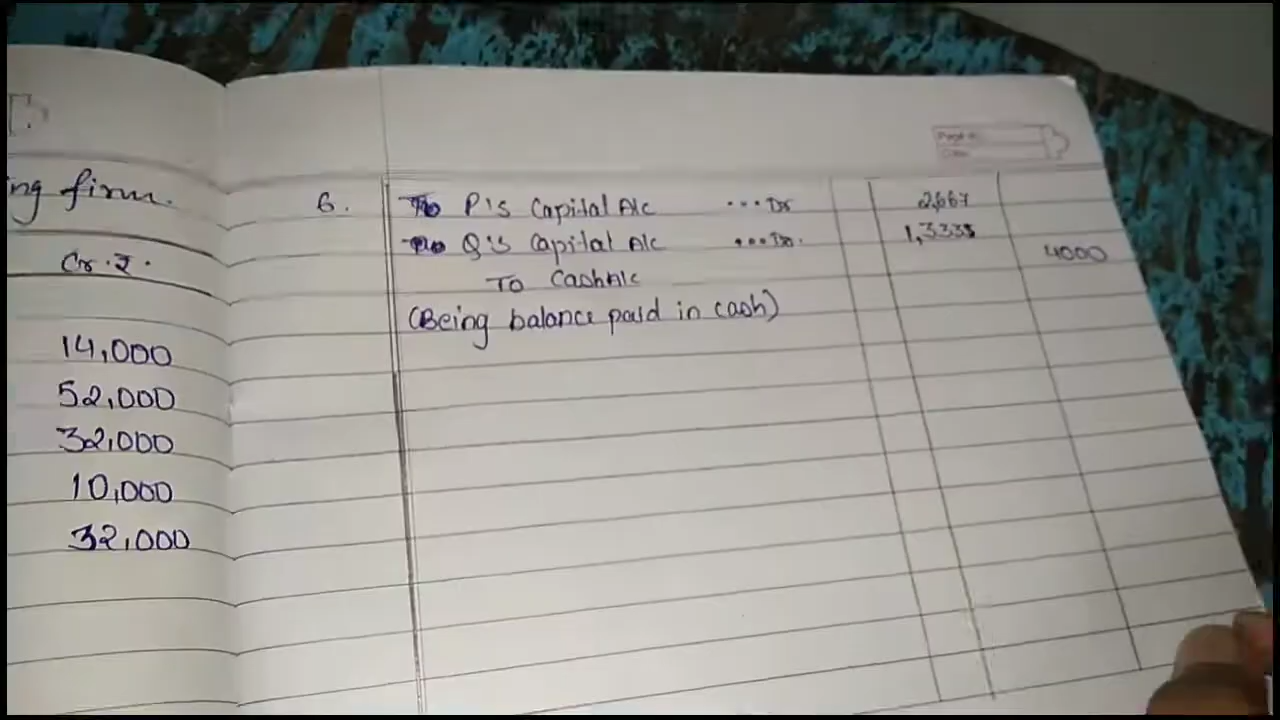 ng firm.
Cr.₹.
14,000
52,000
32,000
10,000
32,000
6. P's Capital A/c ...Dr 2,667
Q's Capital A/c ...Dr. 1,333
To Cash A/c 4000
(Being balance paid in cash)